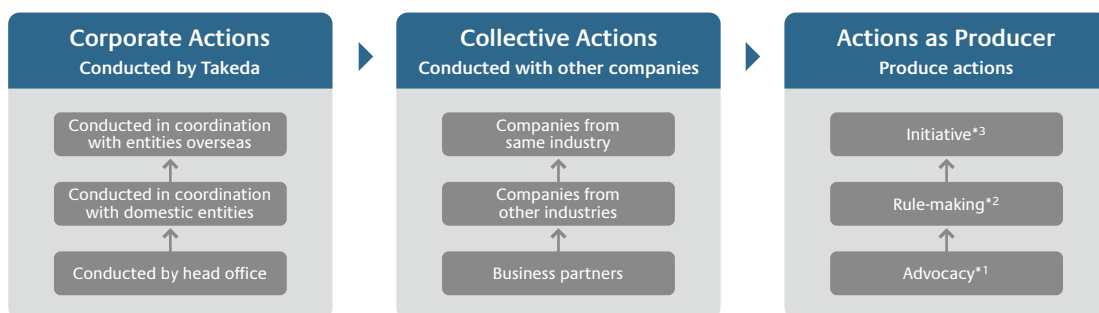 Corporate Actions
Conducted by Takeda
Conducted in coordination
with entities overseas
Conducted in coordination
with domestic entities
Conducted by head office
Collective Actions
Conducted with other companies
Companies from
same industry
Companies from
other industries
Business partners
Actions as Producer
Produce actions
Initiative*3
Rule-making*2
Advocacy*1